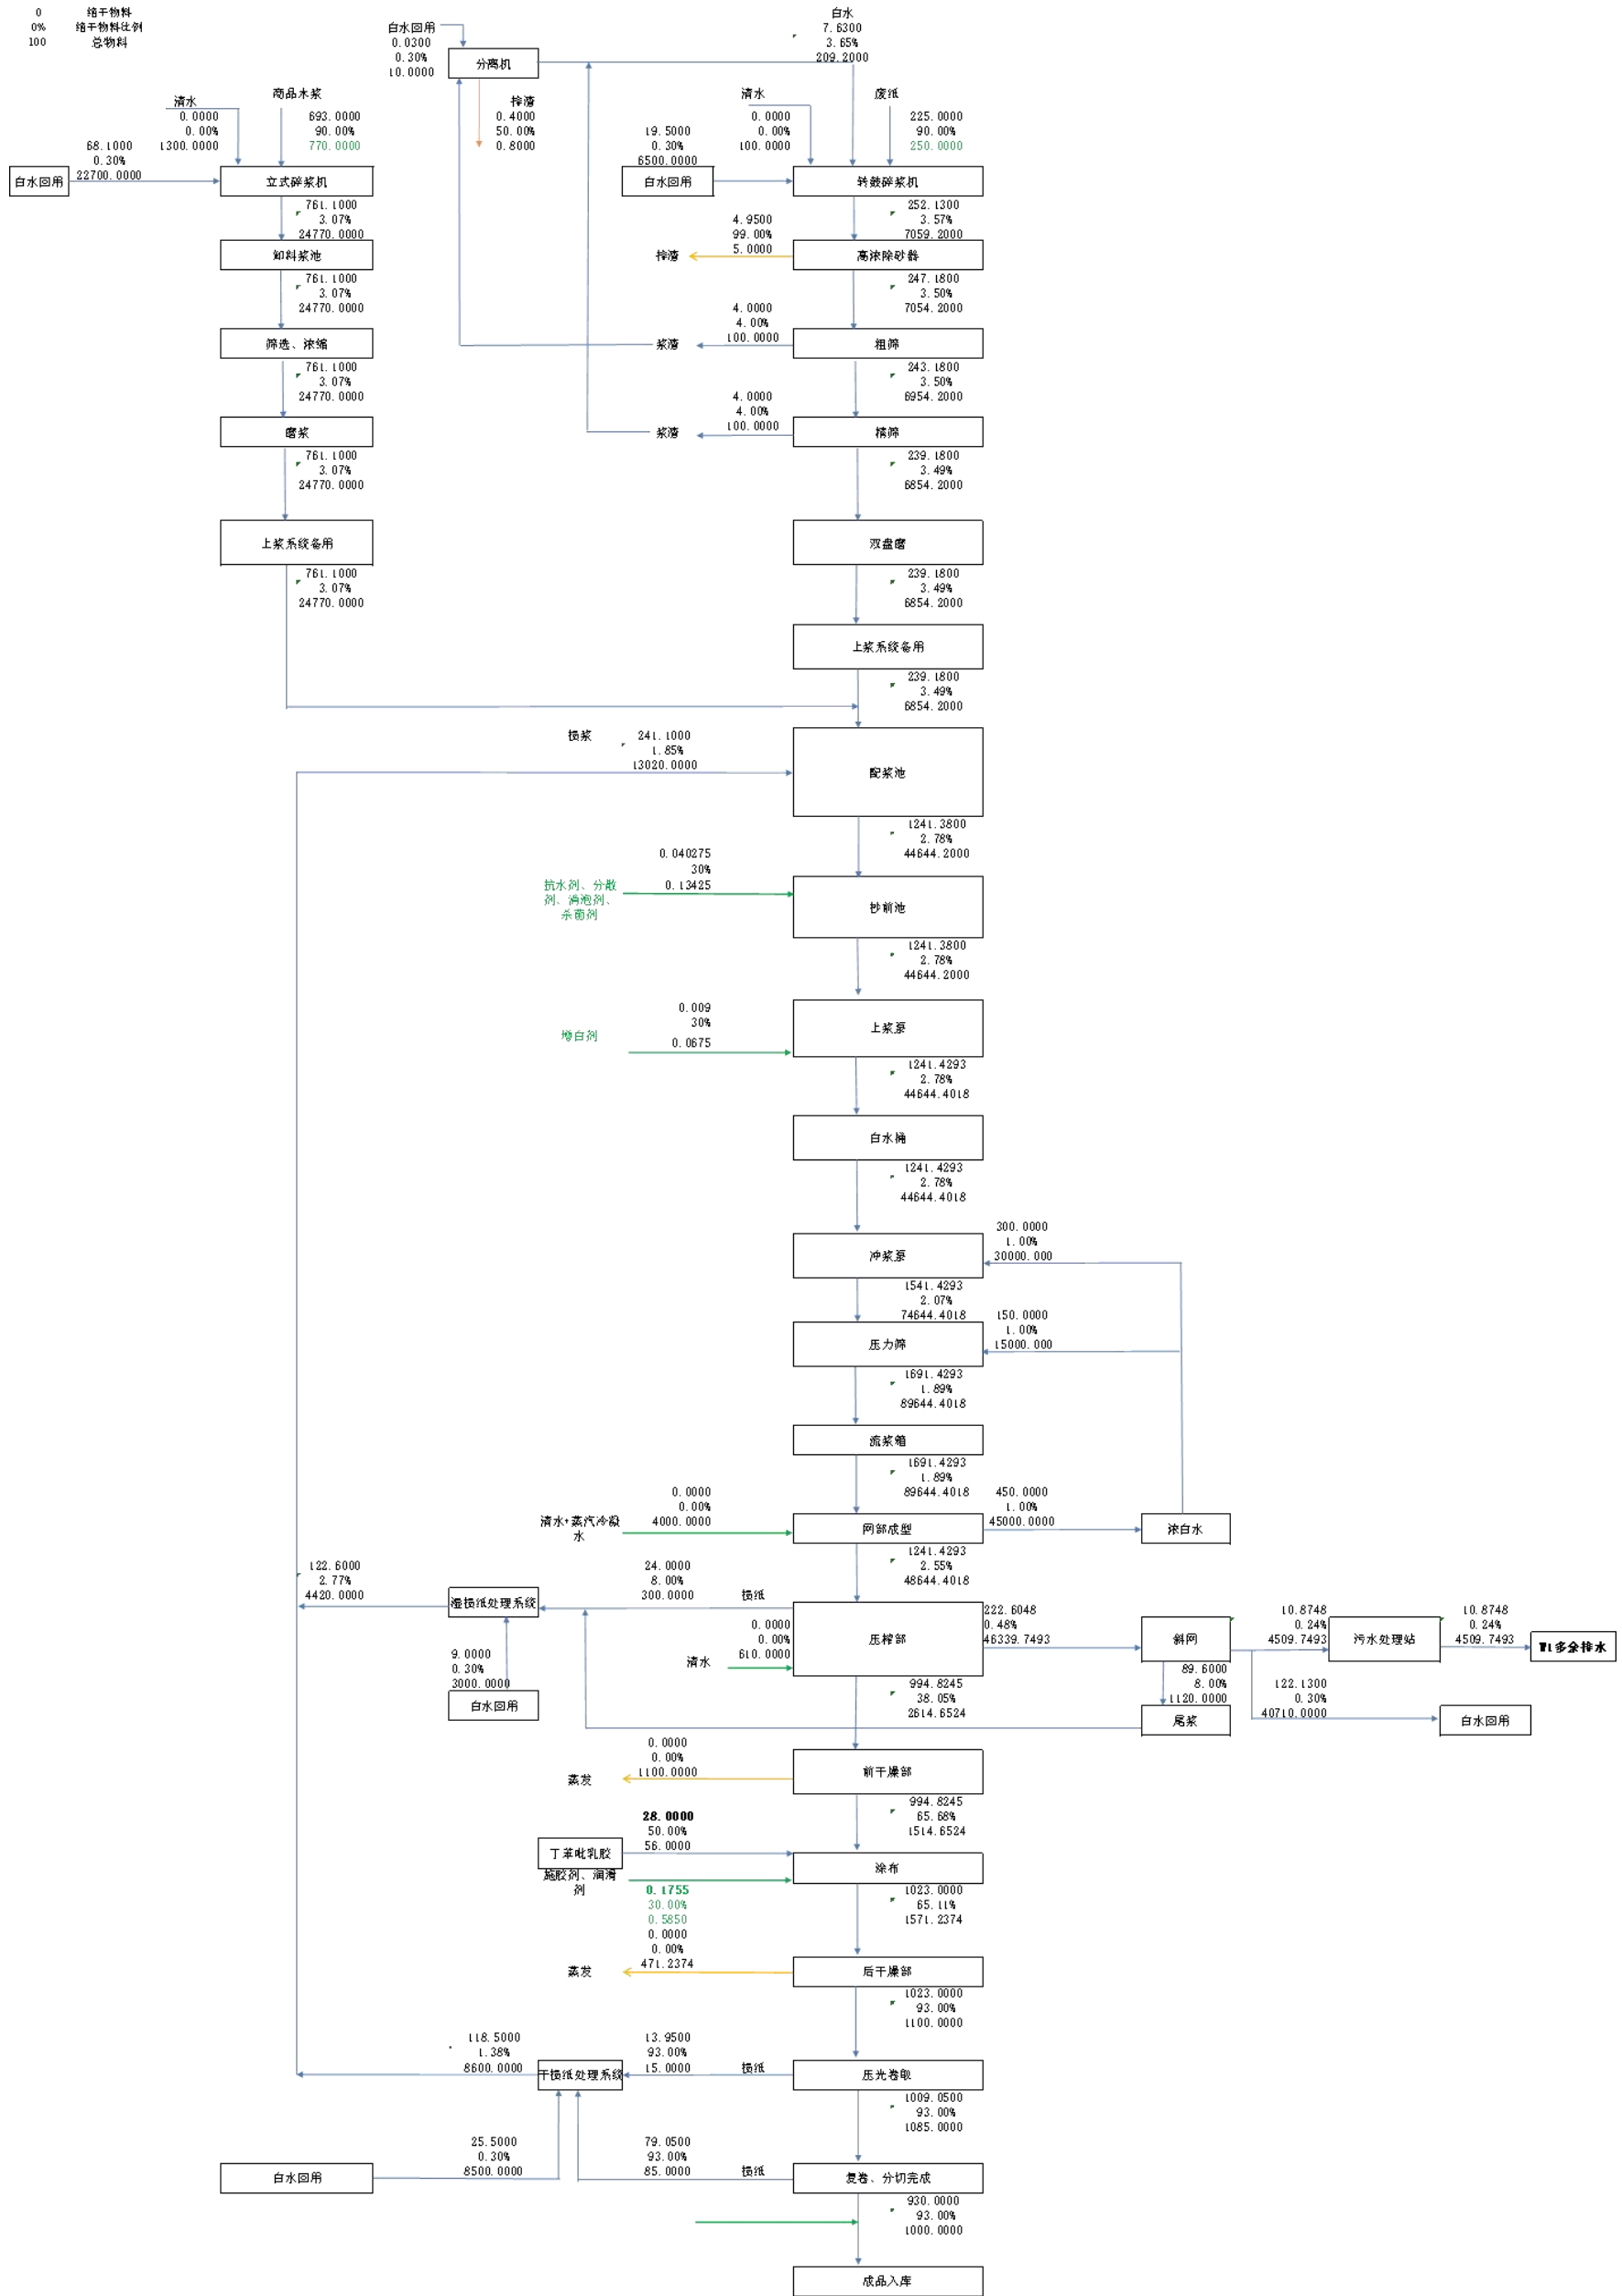 0 绝干物料
0% 绝干物料比例
100 总物料
白水回用
0.0300
0.30%
10.0000
分离机
白水
7.6300
3.65%
209.2000
清水
0.0000
0.00%
1300.0000
商品木浆
693.0000
90.00%
770.0000
68.1000
0.30%
22700.0000
白水回用
立式碎浆机
浆渣
0.4000
50.00%
0.8000
清水
0.0000
0.00%
100.0000
废纸
225.0000
90.00%
250.0000
19.5000
0.30%
6500.0000
白水回用
转鼓碎浆机
761.1000
3.07%
24770.0000
252.1300
3.57%
7059.2000
卸料浆池
4.9500
99.00%
5.0000
浆渣
高浓除砂器
761.1000
3.07%
24770.0000
247.1800
3.50%
7054.2000
筛选、浓缩
4.0000
4.00%
100.0000
浆渣
粗筛
761.1000
3.07%
24770.0000
243.1800
3.50%
6954.2000
磨浆
4.0000
4.00%
100.0000
浆渣
精筛
761.1000
3.07%
24770.0000
239.1800
3.49%
6854.2000
上浆系统备用
双盘磨
761.1000
3.07%
24770.0000
239.1800
3.49%
6854.2000
上浆系统备用
239.1800
3.49%
6854.2000
损浆
241.1000
1.85%
13020.0000
配浆池
1241.3800
2.78%
44644.2000
0.040275
30%
0.13425
抗水剂、分散
剂、消泡剂、
杀菌剂
抄前池
1241.3800
2.78%
44644.2000
增白剂
0.009
30%
0.0675
上浆泵
1241.4293
2.78%
44644.4018
白水桶
1241.4293
2.78%
44644.4018
冲浆泵
300.0000
1.00%
30000.000
1541.4293
2.07%
74644.4018
压力筛
150.0000
1.00%
15000.000
1691.4293
1.89%
89644.4018
流浆箱
1691.4293
1.89%
89644.4018
清水+蒸汽冷凝
水
0.0000
0.00%
4000.0000
网部成型
450.0000
1.00%
45000.0000
浓白水
1241.4293
2.55%
48644.4018
122.6000
2.77%
4420.0000
湿损纸处理系统
24.0000
8.00%
300.0000
损纸
清水
0.0000
0.00%
610.0000
压榨部
222.6048
0.48%
46339.7493
斜网
10.8748
0.24%
4509.7493
污水处理站
10.8748
0.24%
4509.7493
W1多余排水
9.0000
0.30%
3000.0000
白水回用
994.8245
38.05%
2614.6524
89.6000
8.00%
1120.0000
尾浆
122.1300
0.30%
40710.0000
白水回用
蒸发
0.0000
0.00%
1100.0000
前干燥部
994.8245
65.68%
1514.6524
28.0000
50.00%
56.0000
丁苯吡乳胶
涂布
施胶剂、润滑
剂
0.1755
30.00%
0.5850
1023.0000
65.11%
1571.2374
蒸发
0.0000
0.00%
471.2374
后干燥部
1023.0000
93.00%
1100.0000
118.5000
1.38%
8600.0000
干损纸处理系统
13.9500
93.00%
15.0000
损纸
压光卷取
1009.0500
93.00%
1085.0000
白水回用
25.5000
0.30%
8500.0000
79.0500
93.00%
85.0000
损纸
复卷、分切完成
930.0000
93.00%
1000.0000
成品入库